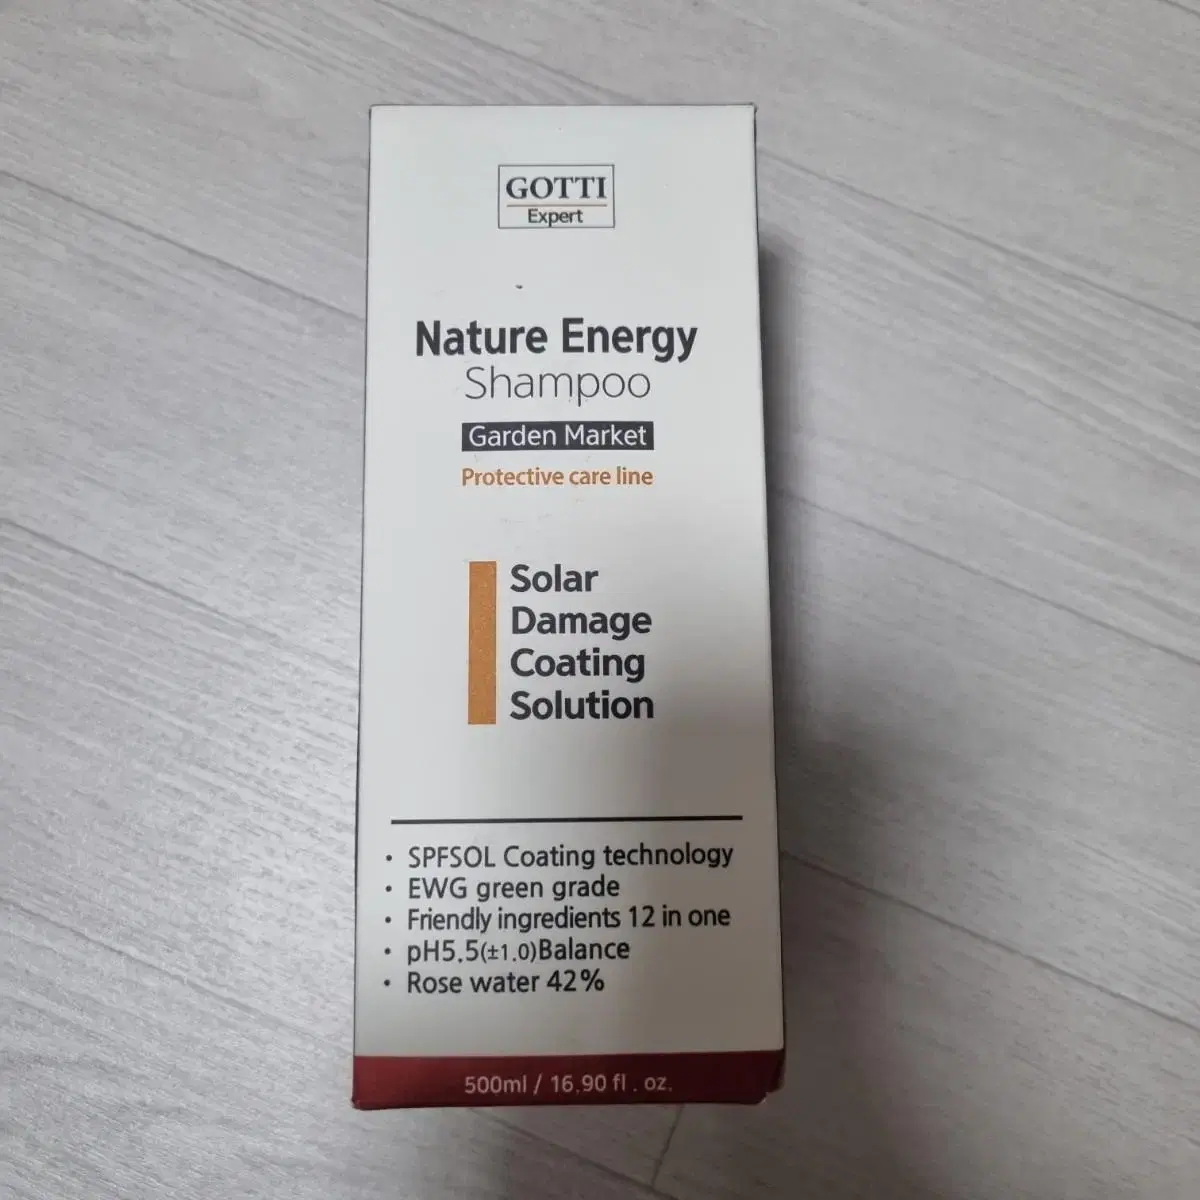 GOTTI
Expert
Nature Energy
Shampoo
Garden Market
Protective care line
Solar
Damage
Coating
Solution
• SPFSOL Coating technology
• EWG green grade
• Friendly ingredients 12 in one
• pH5.5(±1.0)Balance
• Rose water 42%
500ml / 16.90 fl . oz.